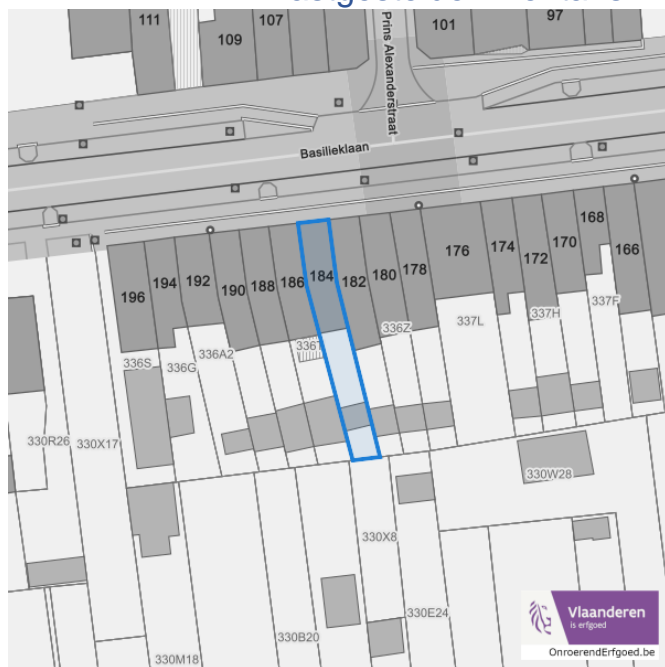 111
109
107
101
97
Prins Alexanderstraat
Basilieklaan
196
194
192
190
188
186
184
182
180
178
176
174
172
170
168
166
336S
336G
336A2
336Z
337L
337H
337F
330R26
330X17
330W28
330X8
330E24
330B20
330M18
Vlaanderen
is erfgoed
OnroerendErfgoed.be